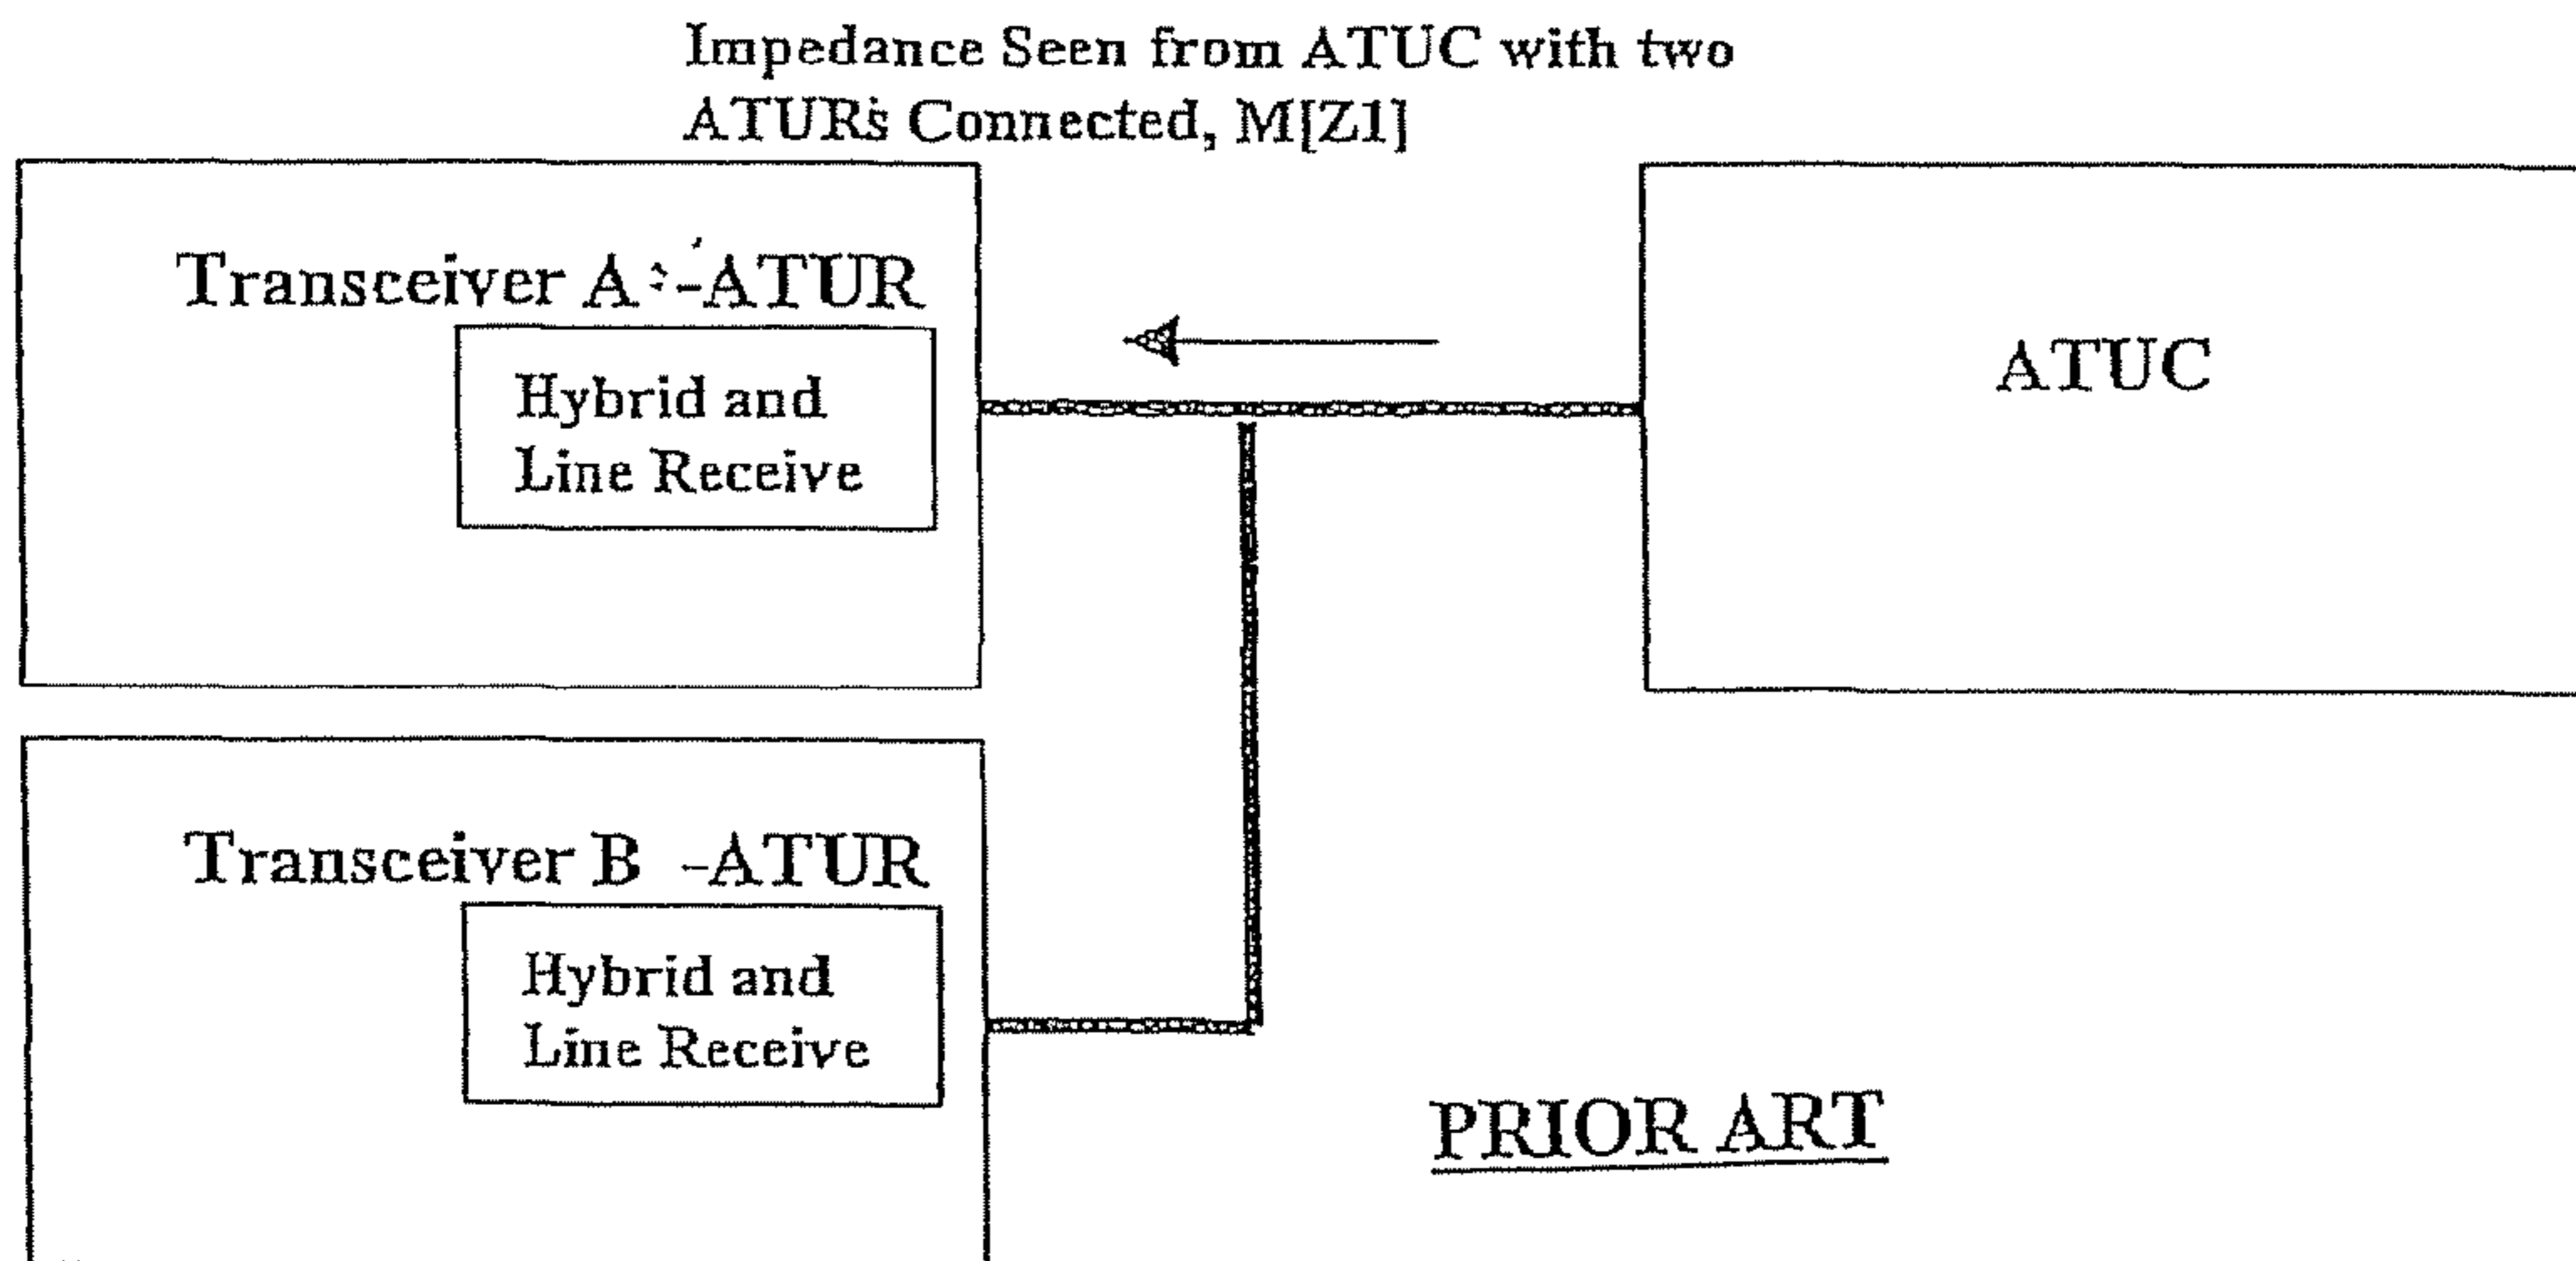 Impedance Seen from ATUC with two
ATURs Connected, M[Z1]
Transceiver A -ATUR
Hybrid and
Line Receive
ATUC
Transceiver B -ATUR
Hybrid and
Line Receive
PRIOR ART